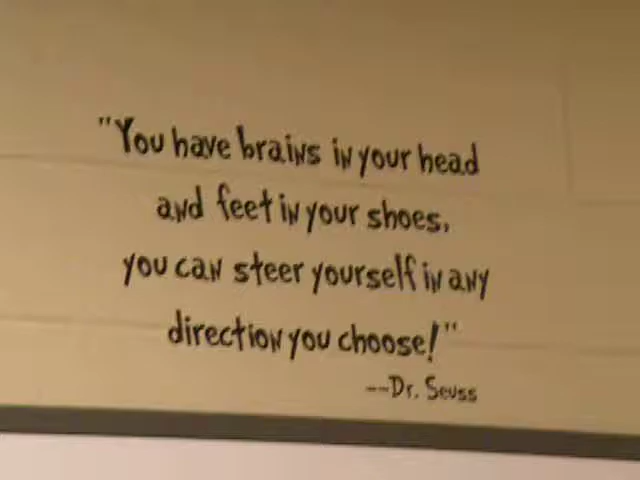 "You have brains in your head
and feet in your shoes,
you can steer yourself in any
direction you choose!"
--Dr. Seuss